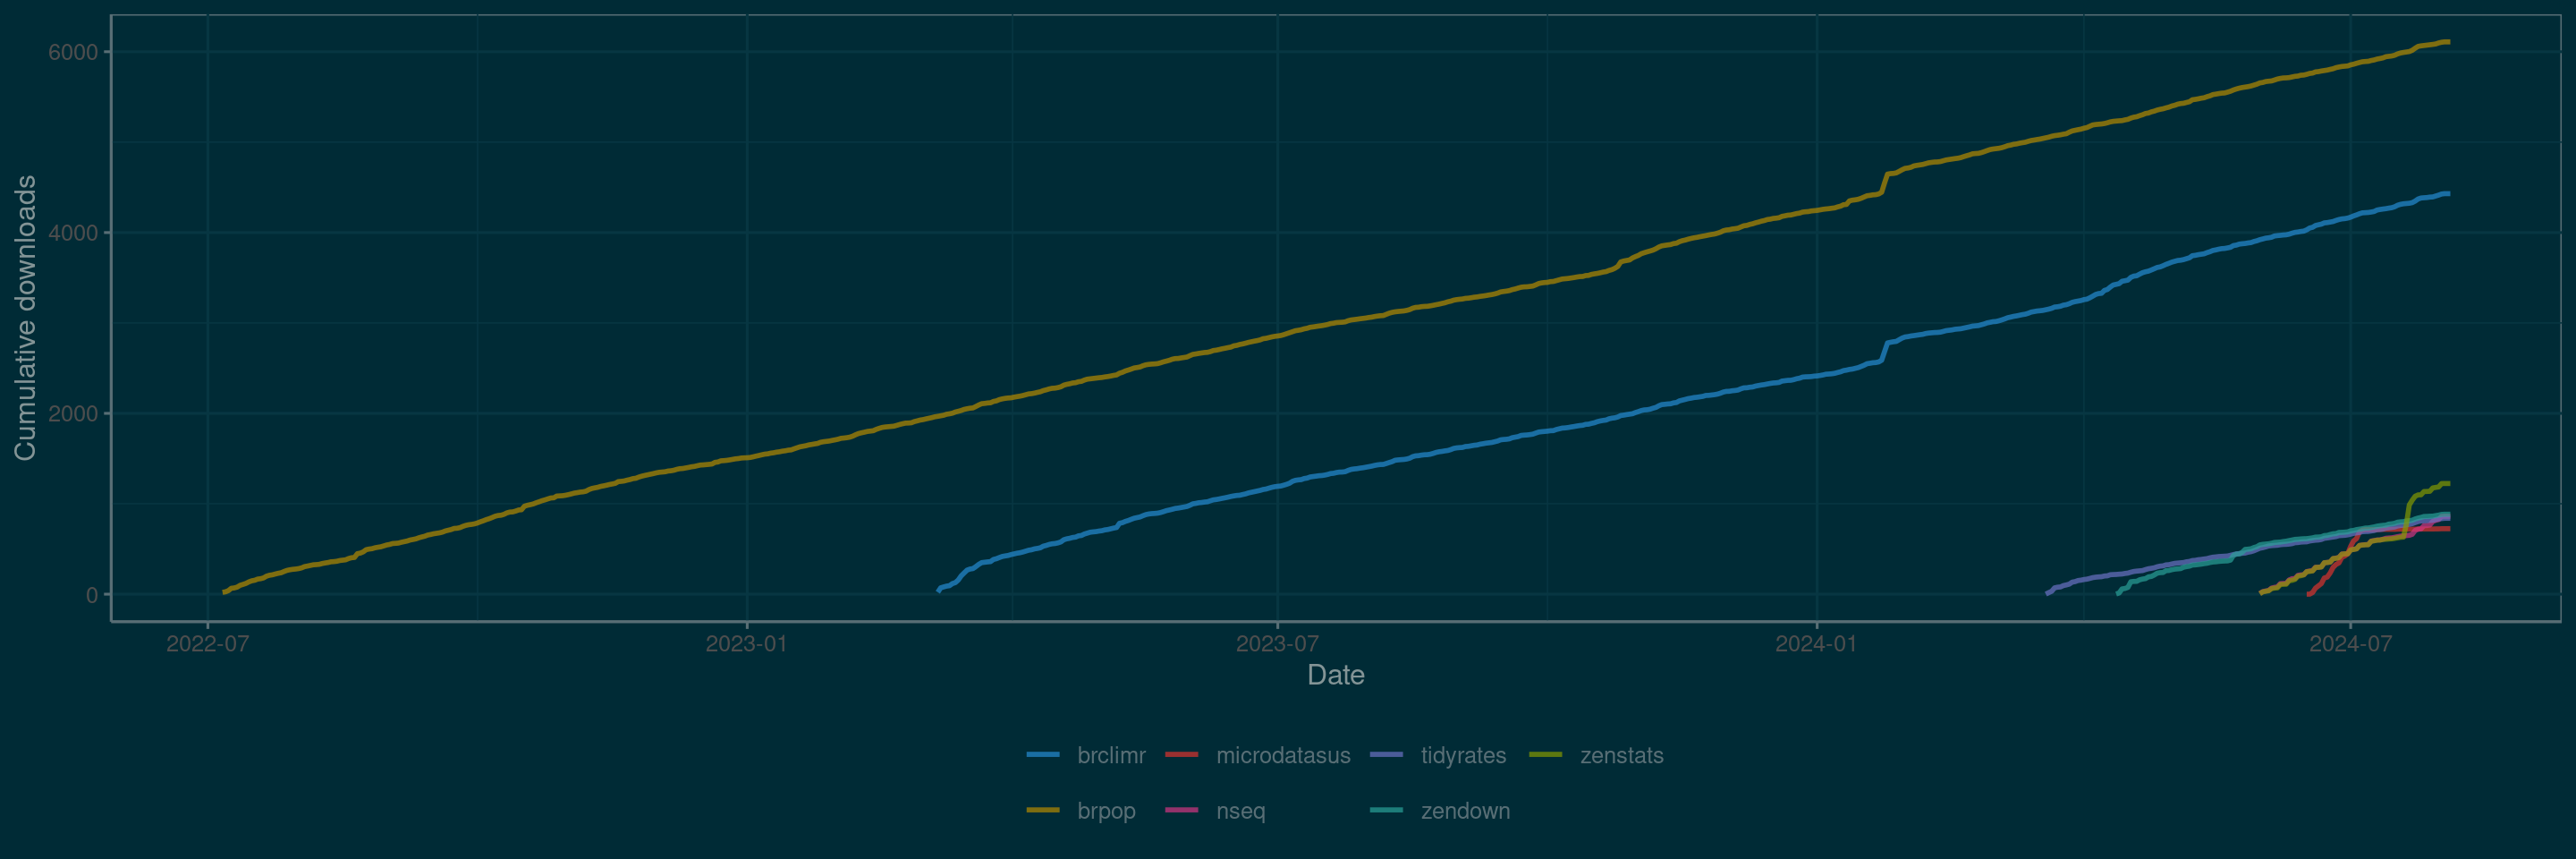 Cumulative downloads
6000
4000
2000
0
2022-07 2023-01 2023-07 2024-01 2024-07
Date
brclimr microdatasus tidyrates zenstats
brpop nseq zendown